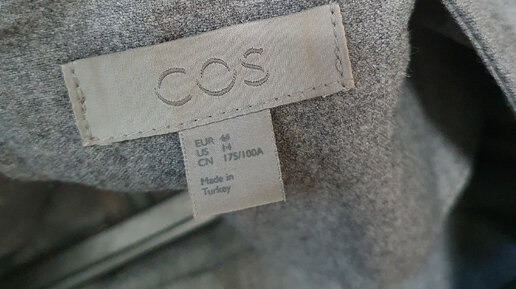 COS
EUR 44
US 14
CN 175/100A
Made in
Turkey